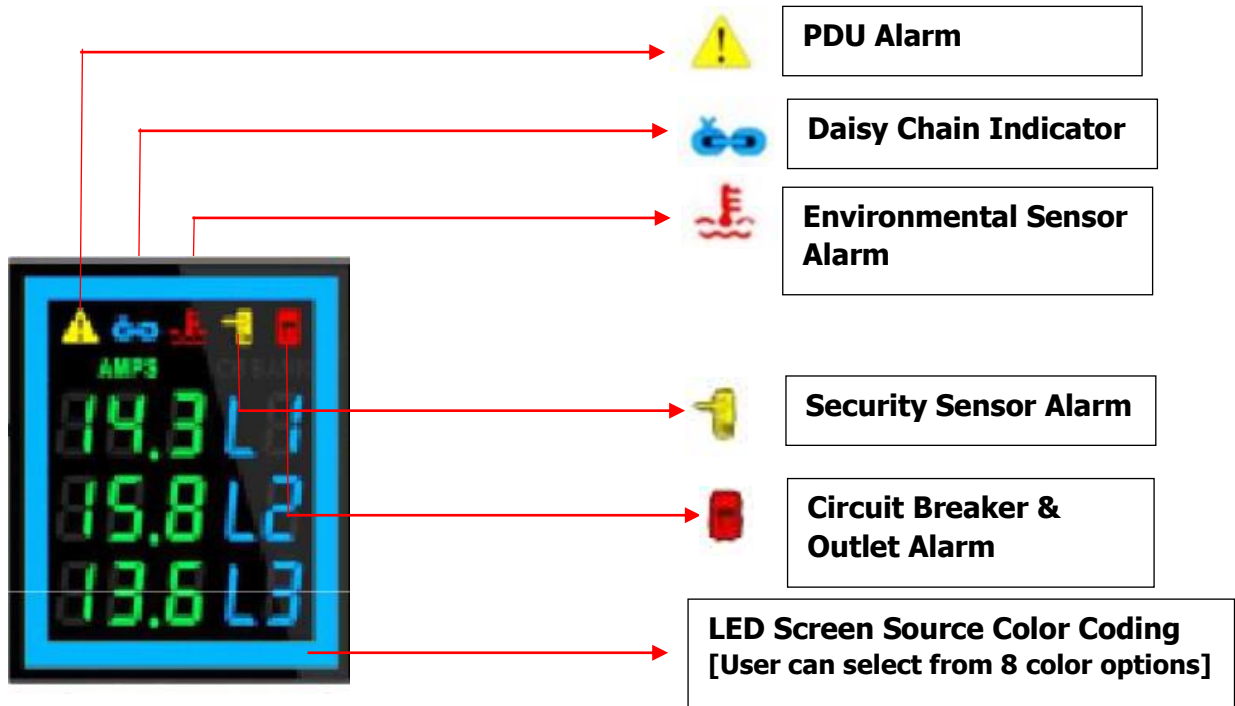 PDU Alarm
Daisy Chain Indicator
Environmental Sensor
Alarm
AMPS
14.3 L1
15.8 L2
13.6 L3
Security Sensor Alarm
Circuit Breaker &
Outlet Alarm
LED Screen Source Color Coding
[User can select from 8 color options]